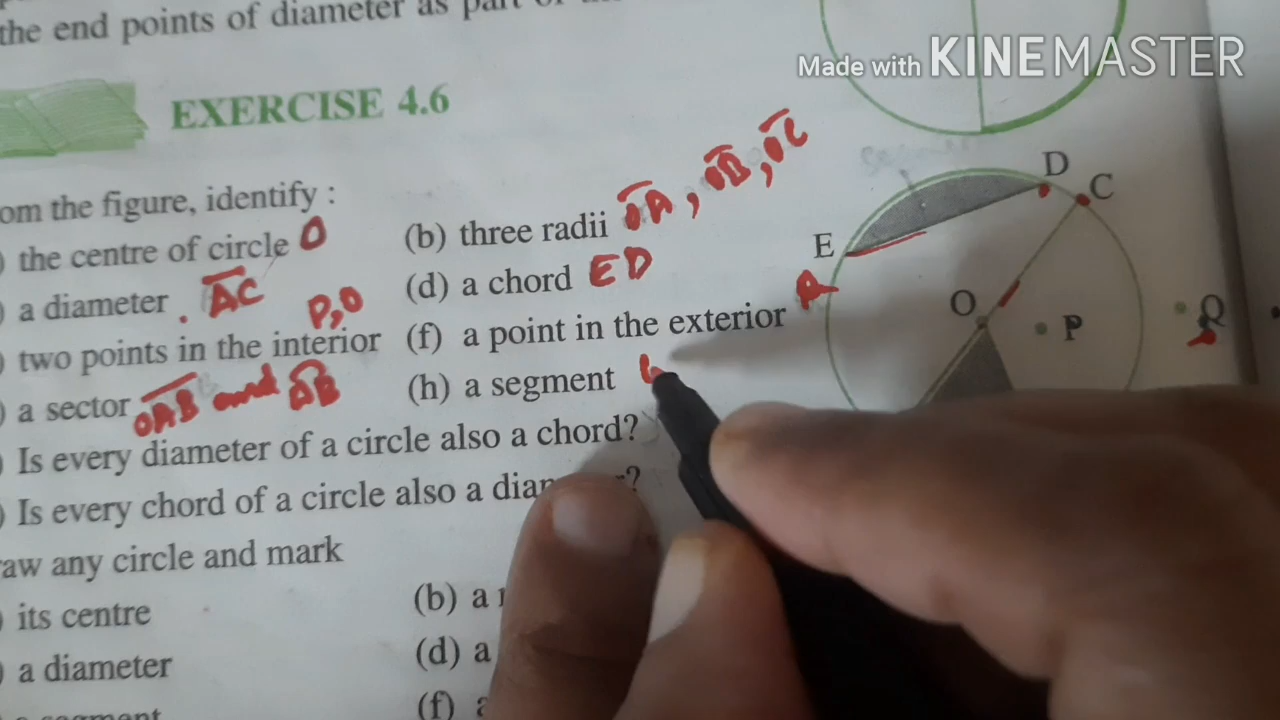 the end points of diameter as part of
Made with KINEMASTER
EXERCISE 4.6
om the figure, identify :
) the centre of circle O
(b) three radii OA, OB, OC
) a diameter . AC
(d) a chord ED
) two points in the interior P,O
(f) a point in the exterior
) a sector OAB and
(h) a segment
) Is every diameter of a circle also a chord?
) Is every chord of a circle also a
aw any circle and mark
) its centre
(b) a
) a diameter
(d) a
segment
(f)
D
C
E
O
P
Q